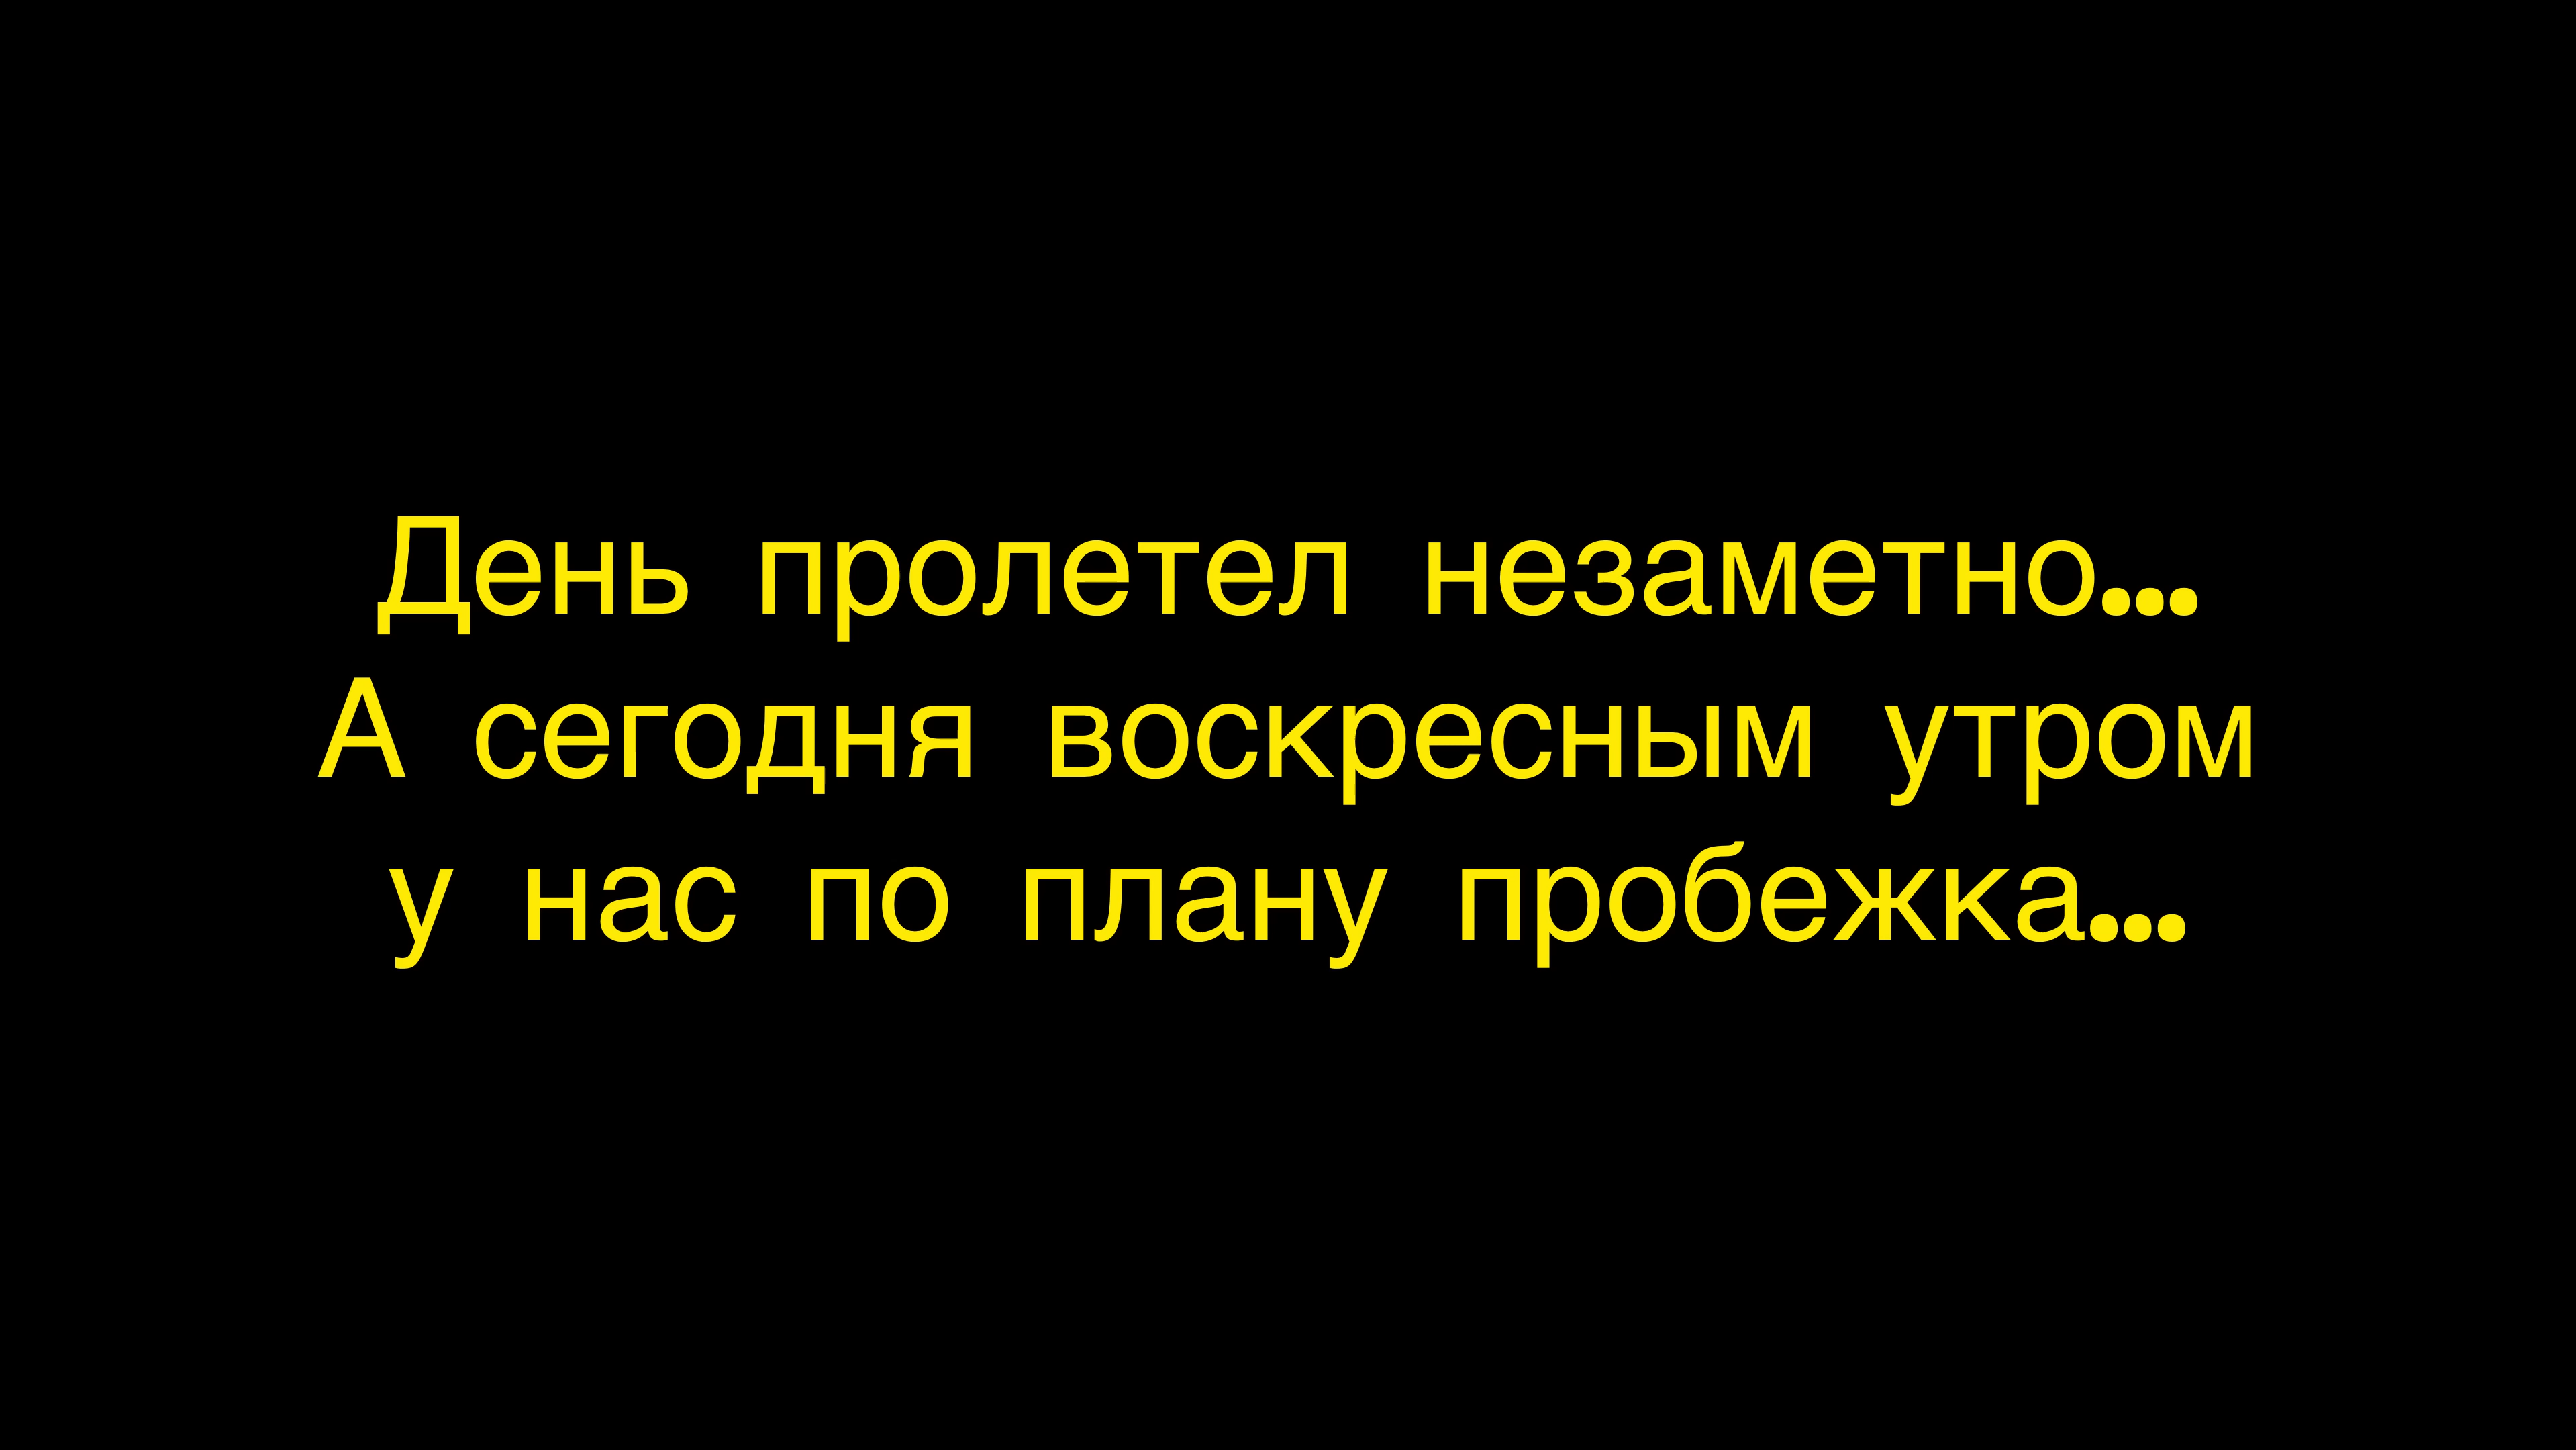 День пролетел незаметно...
А сегодня воскресным утром
у нас по плану пробежка...